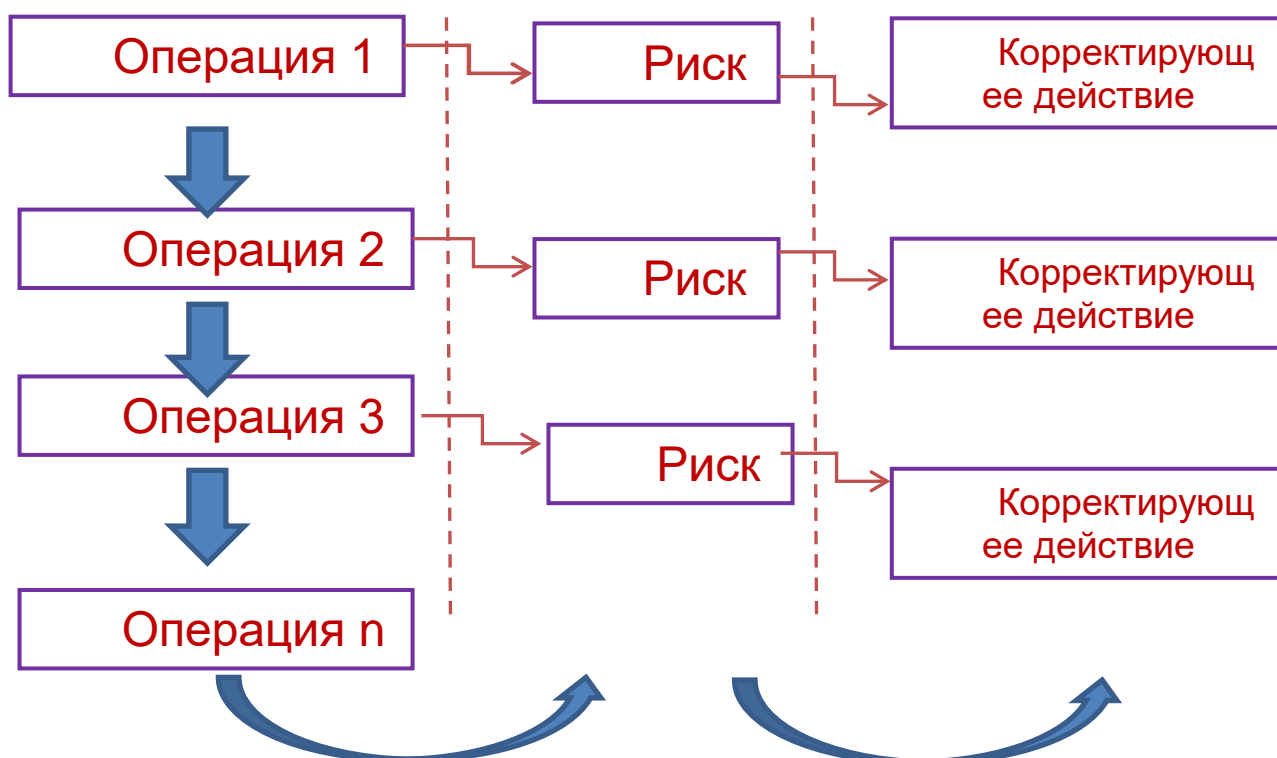 Операция 1
Риск
Корректирующ
ее действие
Операция 2
Риск
Корректирующ
ее действие
Операция 3
Риск
Корректирующ
ее действие
Операция n